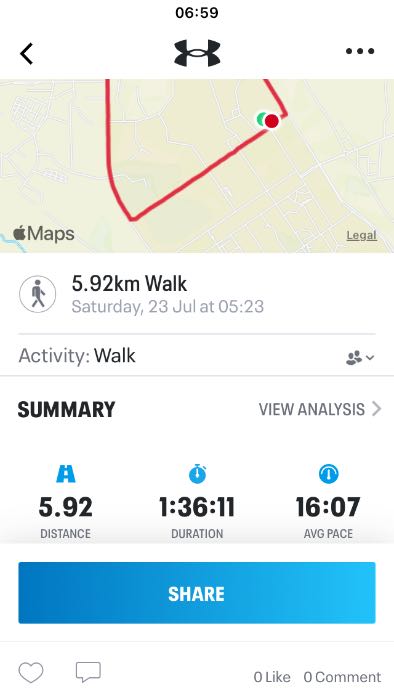 06:59
Maps
Legal
5.92km Walk
Saturday, 23 Jul at 05:23
Activity: Walk
SUMMARY
VIEW ANALYSIS
5.92
1:36:11
16:07
DISTANCE
DURATION
AVG PACE
SHARE
0 Like
0 Comment